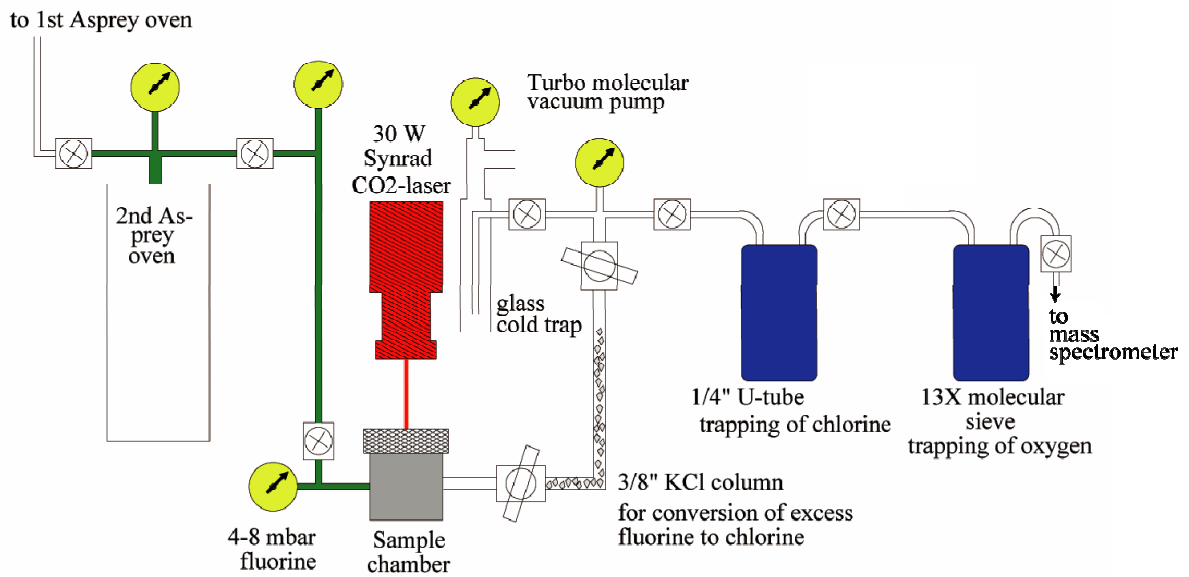 to 1st Asprey oven
Turbo molecular
vacuum pump
30 W
Synrad
CO2-laser
2nd As-
prey
oven
glass
cold trap
to
mass
spectrometer
1/4" U-tube
trapping of chlorine
13X molecular
sieve
trapping of oxygen
3/8" KCl column
for conversion of excess
fluorine to chlorine
4-8 mbar
fluorine
Sample
chamber